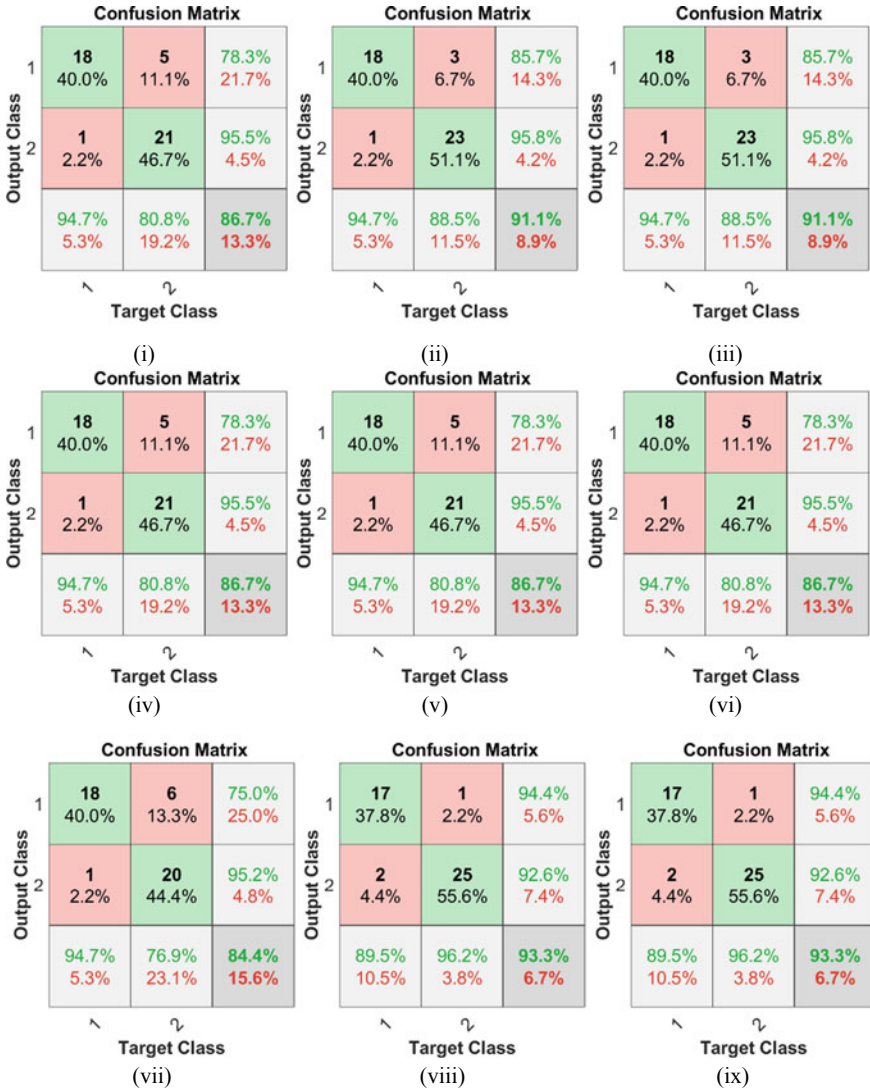 Confusion Matrix Confusion Matrix Confusion Matrix
1 18 5 78.3% 1 18 3 85.7% 1 18 3 85.7%
40.0% 11.1% 21.7% 40.0% 6.7% 14.3% 40.0% 6.7% 14.3%
Output Class Output Class Output Class
2 1 21 95.5% 2 1 23 95.8% 2 1 23 95.8%
2.2% 46.7% 4.5% 2.2% 51.1% 4.2% 2.2% 51.1% 4.2%
94.7% 80.8% 86.7% 94.7% 88.5% 91.1% 94.7% 88.5% 91.1%
5.3% 19.2% 13.3% 5.3% 11.5% 8.9% 5.3% 11.5% 8.9%
1 2 1 2 1 2
Target Class Target Class Target Class
(i) (ii) (iii)
Confusion Matrix Confusion Matrix Confusion Matrix
1 18 5 78.3% 1 18 5 78.3% 1 18 5 78.3%
40.0% 11.1% 21.7% 40.0% 11.1% 21.7% 40.0% 11.1% 21.7%
Output Class Output Class Output Class
2 1 21 95.5% 2 1 21 95.5% 2 1 21 95.5%
2.2% 46.7% 4.5% 2.2% 46.7% 4.5% 2.2% 46.7% 4.5%
94.7% 80.8% 86.7% 94.7% 80.8% 86.7% 94.7% 80.8% 86.7%
5.3% 19.2% 13.3% 5.3% 19.2% 13.3% 5.3% 19.2% 13.3%
1 2 1 2 1 2
Target Class Target Class Target Class
(iv) (v) (vi)
Confusion Matrix Confusion Matrix Confusion Matrix
1 18 6 75.0% 1 17 1 94.4% 1 17 1 94.4%
40.0% 13.3% 25.0% 37.8% 2.2% 5.6% 37.8% 2.2% 5.6%
Output Class Output Class Output Class
2 1 20 95.2% 2 2 25 92.6% 2 2 25 92.6%
2.2% 44.4% 4.8% 4.4% 55.6% 7.4% 4.4% 55.6% 7.4%
94.7% 76.9% 84.4% 89.5% 96.2% 93.3% 89.5% 96.2% 93.3%
5.3% 23.1% 15.6% 10.5% 3.8% 6.7% 10.5% 3.8% 6.7%
1 2 1 2 1 2
Target Class Target Class Target Class
(vii) (viii) (ix)